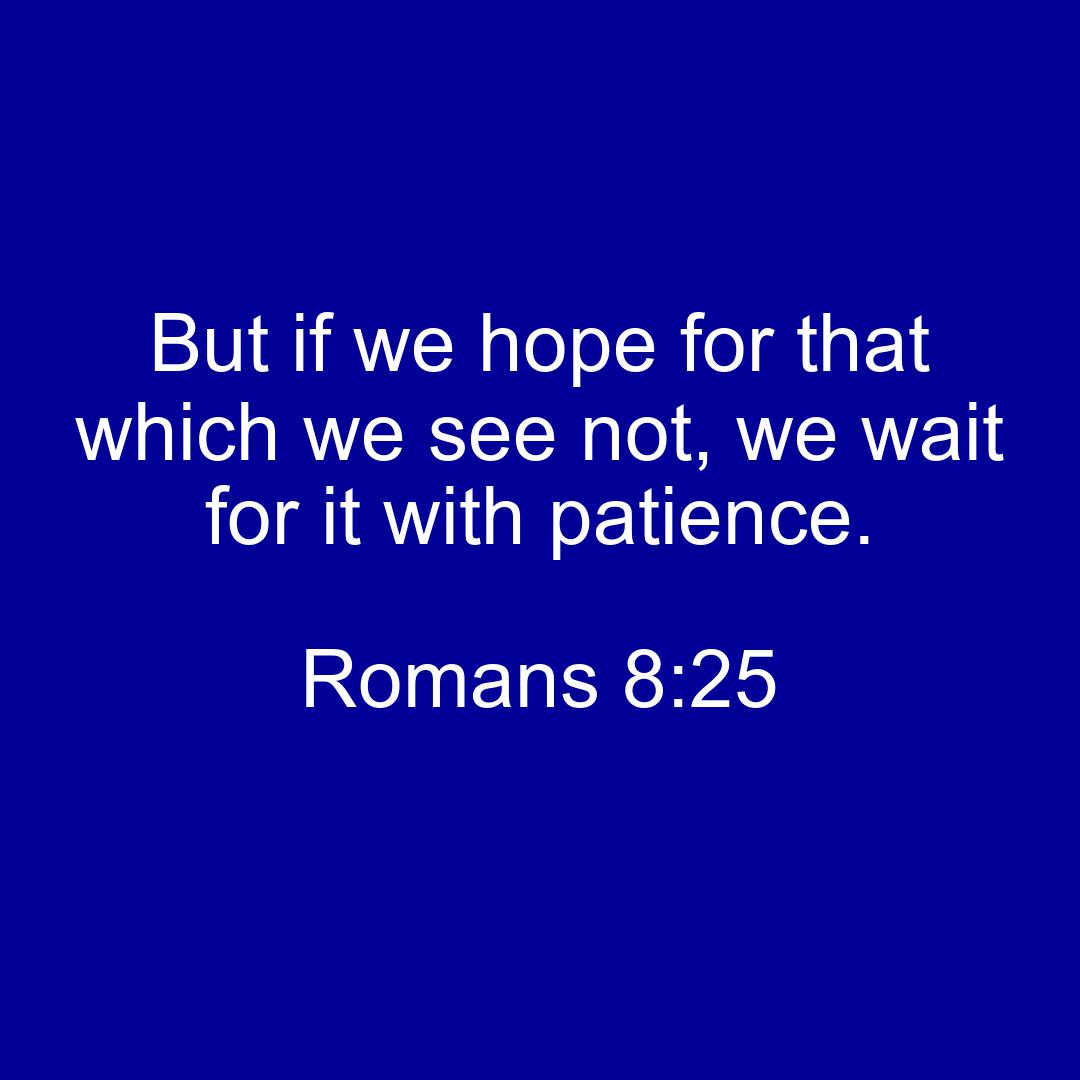 But if we hope for that
which we see not, we wait
for it with patience.
Romans 8:25